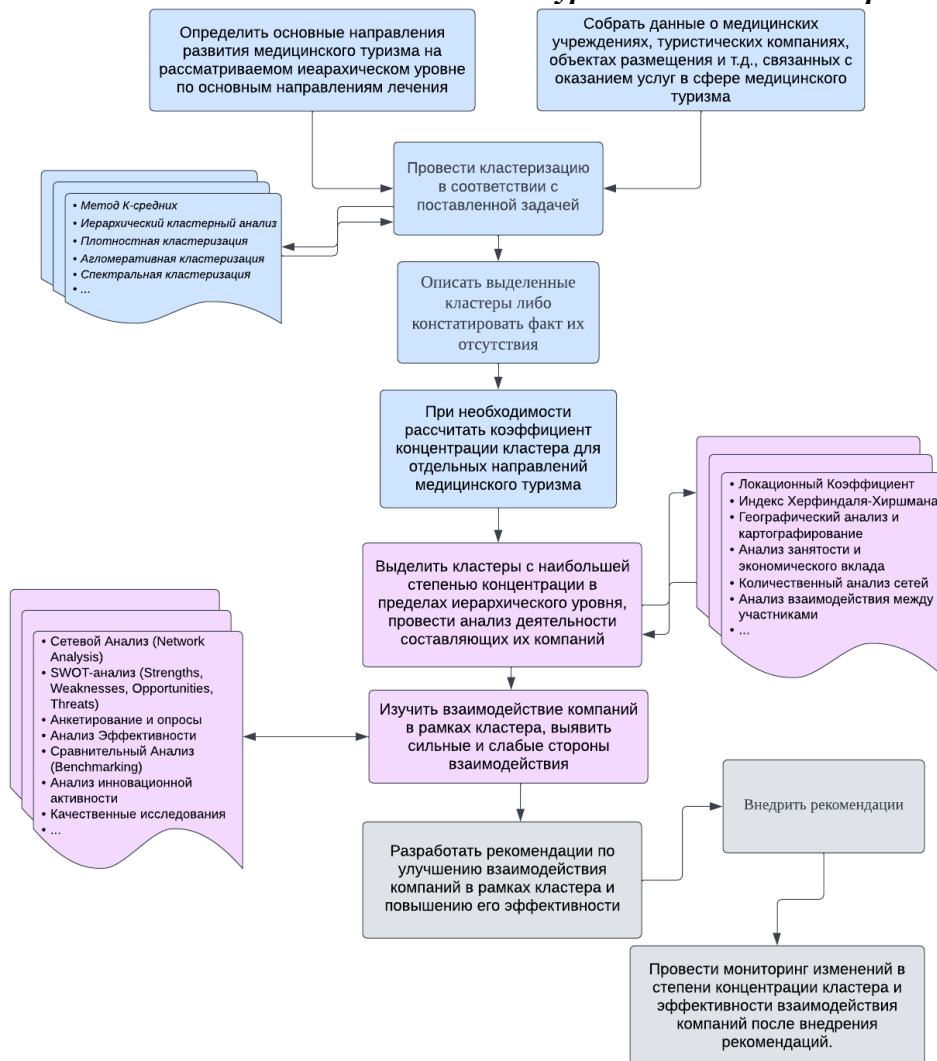 Определить основные направления
развития медицинского туризма на
рассматриваемом иеарахическом уровне
по основным направлениям лечения
Собрать данные о медицинских
учреждениях, туристических компаниях,
объектах размещения и т.д., связанных с
оказанием услуг в сфере медицинского
туризма
Провести кластеризацию
в соответствии с
поставленной задачей
• Метод К-средних
• Иерархический кластерный анализ
• Плотностная кластеризация
• Агломеративная кластеризация
• Спектральная кластеризация
• ...
Описать выделенные
кластеры либо
констатировать факт их
отсутствия
При необходимости
рассчитать коэффициент
концентрации кластера для
отдельных направлений
медицинского туризма
• Локационный Коэффициент
• Индекс Херфиндаля-Хиршмана
• Географический анализ и
картографирование
• Анализ занятости и
экономического вклада
• Количественный анализ сетей
• Анализ взаимодействия между
участниками
• ...
Выделить кластеры с наибольшей
степенью концентрации в
пределах иерархического уровня,
провести анализ деятельности
составляющих их компаний
• Сетевой Анализ (Network
Analysis)
• SWOT-анализ (Strengths,
Weaknesses, Opportunities,
Threats)
• Анкетирование и опросы
• Анализ Эффективности
• Сравнительный Анализ
(Benchmarking)
• Анализ инновационной
активности
• Качественные исследования
• ...
Изучить взаимодействие компаний
в рамках кластера, выявить
сильные и слабые стороны
взаимодействия
Внедрить рекомендации
Разработать рекомендации по
улучшению взаимодействия
компаний в рамках кластера и
повышению его эффективности
Провести мониторинг изменений в
степени концентрации кластера и
эффективности взаимодействия
компаний после внедрения
рекомендаций.